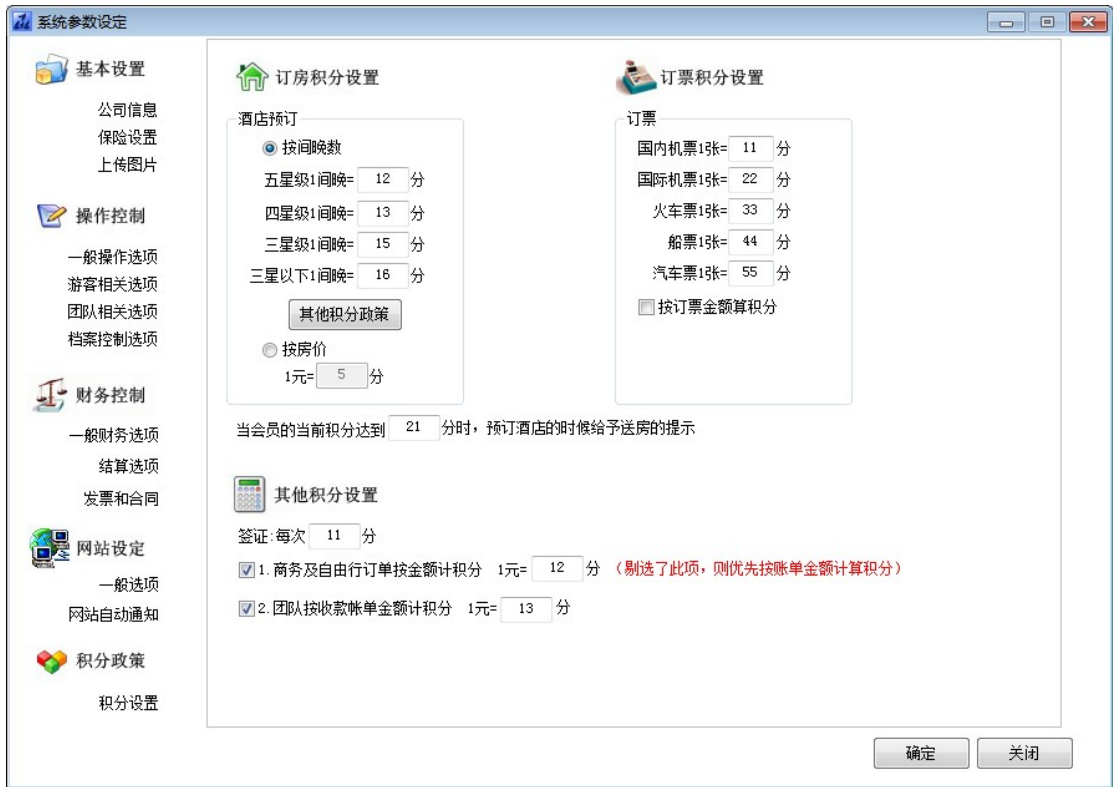 系统参数设定
基本设置
公司信息
保险设置
上传图片
操作控制
一般操作选项
游客相关选项
团队相关选项
档案控制选项
财务控制
一般财务选项
结算选项
发票和合同
网站设定
一般选项
网站自动通知
积分政策
积分设置
订房积分设置
酒店预订
按间晚数
五星级1间晚= 12 分
四星级1间晚= 13 分
三星级1间晚= 15 分
三星以下1间晚= 16 分
其他积分政策
按房价
1元= 5 分
订票积分设置
订票
国内机票1张= 11 分
国际机票1张= 22 分
火车票1张= 33 分
船票1张= 44 分
汽车票1张= 55 分
按订票金额算积分
当会员的当前积分达到 21 分时，预订酒店的时候给予送房的提示
其他积分设置
签证:每次 11 分
1.商务及自由行订单按金额计积分 1元= 12 分 （剔选了此项，则优先按账单金额计算积分）
2.团队按收款帐单金额计积分 1元= 13 分
确定
关闭